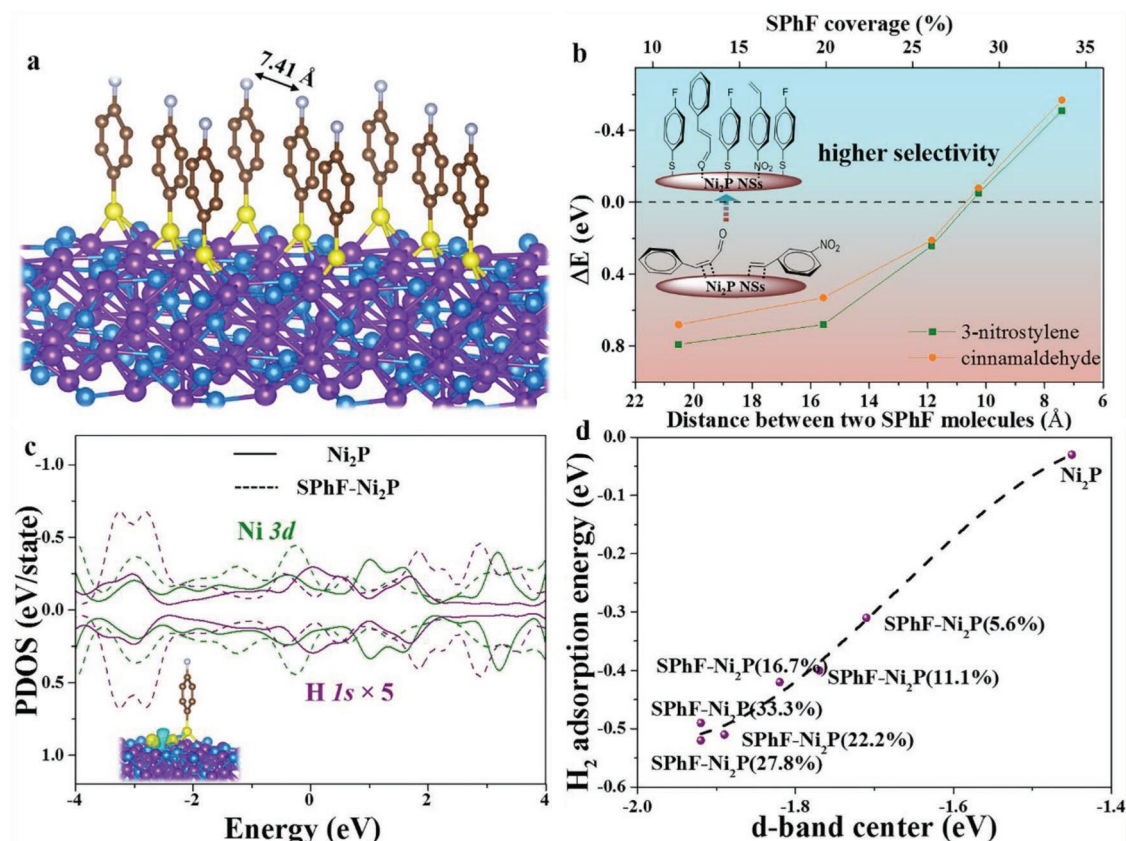 a
7.41 Å
b
SPhF coverage (%)
10 15 20 25 30 35
ΔE (eV)
-0.4
0.0
0.4
0.8
F
F
F
S
O
S
NO₂
S
Ni₂P NSs
higher selectivity
O
NO₂
Ni₂P NSs
3-nitrostylene
cinnamaldehyde
22 20 18 16 14 12 10 8 6
Distance between two SPhF molecules (Å)
c
PDOS (eV/state)
-1.0
-0.5
0.0
0.5
1.0
Ni₂P
SPhF-Ni₂P
Ni 3d
H 1s × 5
-4 -2 0 2 4
Energy (eV)
d
H₂ adsorption energy (eV)
0.0
-0.1
-0.2
-0.3
-0.4
-0.5
-0.6
Ni₂P
SPhF-Ni₂P(5.6%)
SPhF-Ni₂P(16.7%)
SPhF-Ni₂P(11.1%)
SPhF-Ni₂P(33.3%)
SPhF-Ni₂P(22.2%)
SPhF-Ni₂P(27.8%)
-2.0 -1.8 -1.6 -1.4
d-band center (eV)